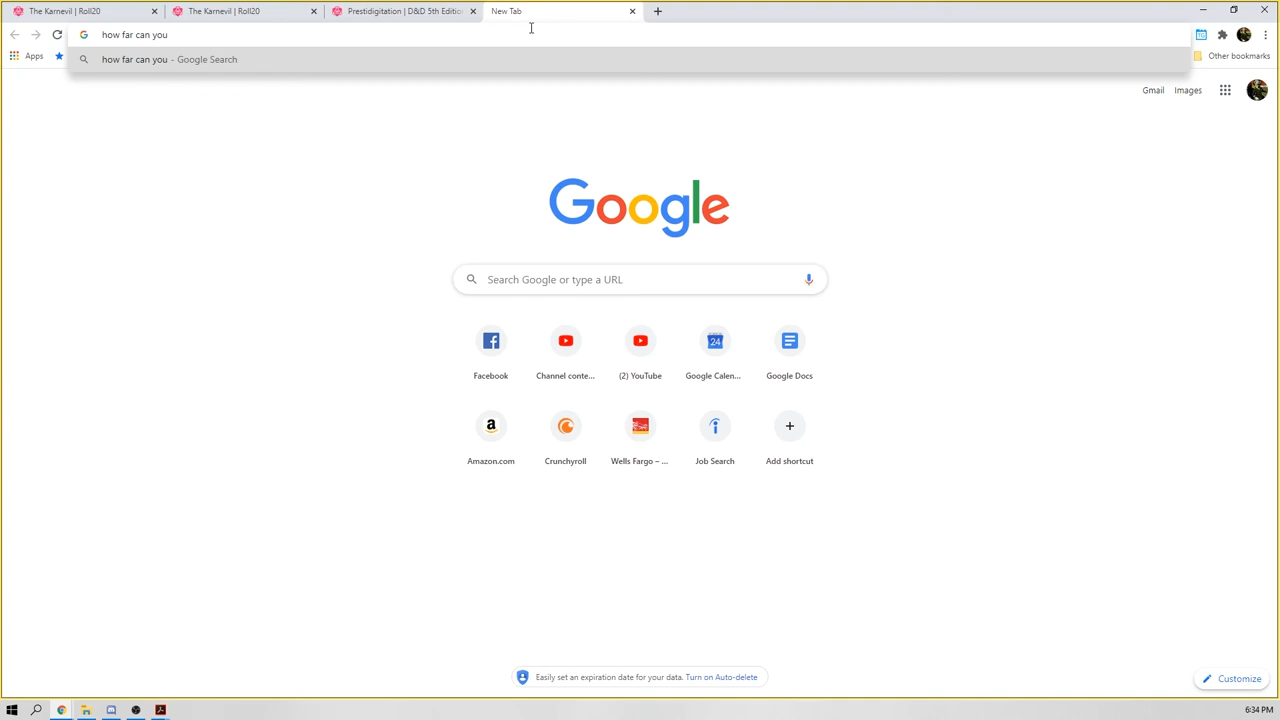 The Karnevil | Roll20
The Karnevil | Roll20
Prestidigitation | D&D 5th Edition
New Tab
how far can you
how far can you - Google Search
Apps
Other bookmarks
Gmail
Images
Google
Search Google or type a URL
Facebook
Channel conte...
(2) YouTube
24
Google Calen...
Google Docs
a
Amazon.com
Crunchyroll
Wells Fargo – ...
Job Search
Add shortcut
Easily set an expiration date for your data. Turn on Auto-delete
Customize
6:34 PM